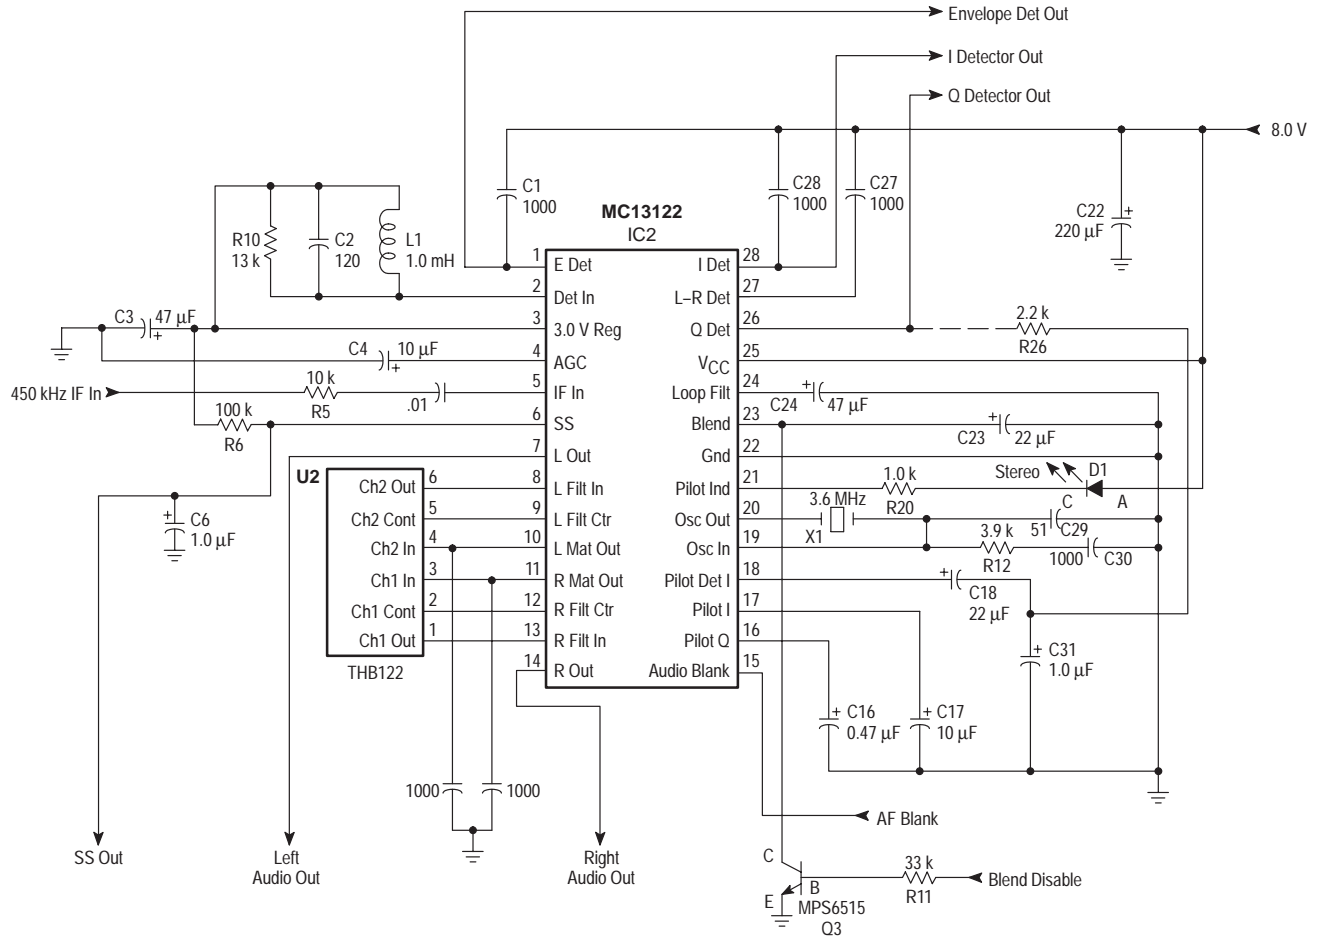 Envelope Det Out
I Detector Out
Q Detector Out
8.0 V
C1
1000
C28
1000
C27
1000
C22
220 µF
+
MC13122
IC2
R10
13 k
C2
120
L1
1.0 mH
C3
47 µF
+
C4
10 µF
+
450 kHz IF In
10 k
R5
.01
100 k
R6
C6
1.0 µF
+
1
2
3
4
5
6
7
8
9
10
11
12
13
14
E Det
Det In
3.0 V Reg
AGC
IF In
SS
L Out
L Filt In
L Filt Ctr
L Mat Out
R Mat Out
R Filt Ctr
R Filt In
R Out
I Det
L–R Det
Q Det
VCC
Loop Filt
Blend
Gnd
Pilot Ind
Osc Out
Osc In
Pilot Det I
Pilot I
Pilot Q
Audio Blank
28
27
26
25
24
23
22
21
20
19
18
17
16
15
2.2 k
R26
+
C24
47 µF
+
C23
22 µF
1.0 k
R20
Stereo
D1
C
A
3.6 MHz
X1
51
C29
3.9 k
R12
1000
C30
+
C18
22 µF
+
C31
1.0 µF
+
C16
0.47 µF
+
C17
10 µF
U2
Ch2 Out
Ch2 Cont
Ch2 In
Ch1 In
Ch1 Cont
Ch1 Out
6
5
4
3
2
1
THB122
1000
1000
SS Out
Left
Audio Out
Right
Audio Out
AF Blank
C
B
E
MPS6515
Q3
33 k
R11
Blend Disable